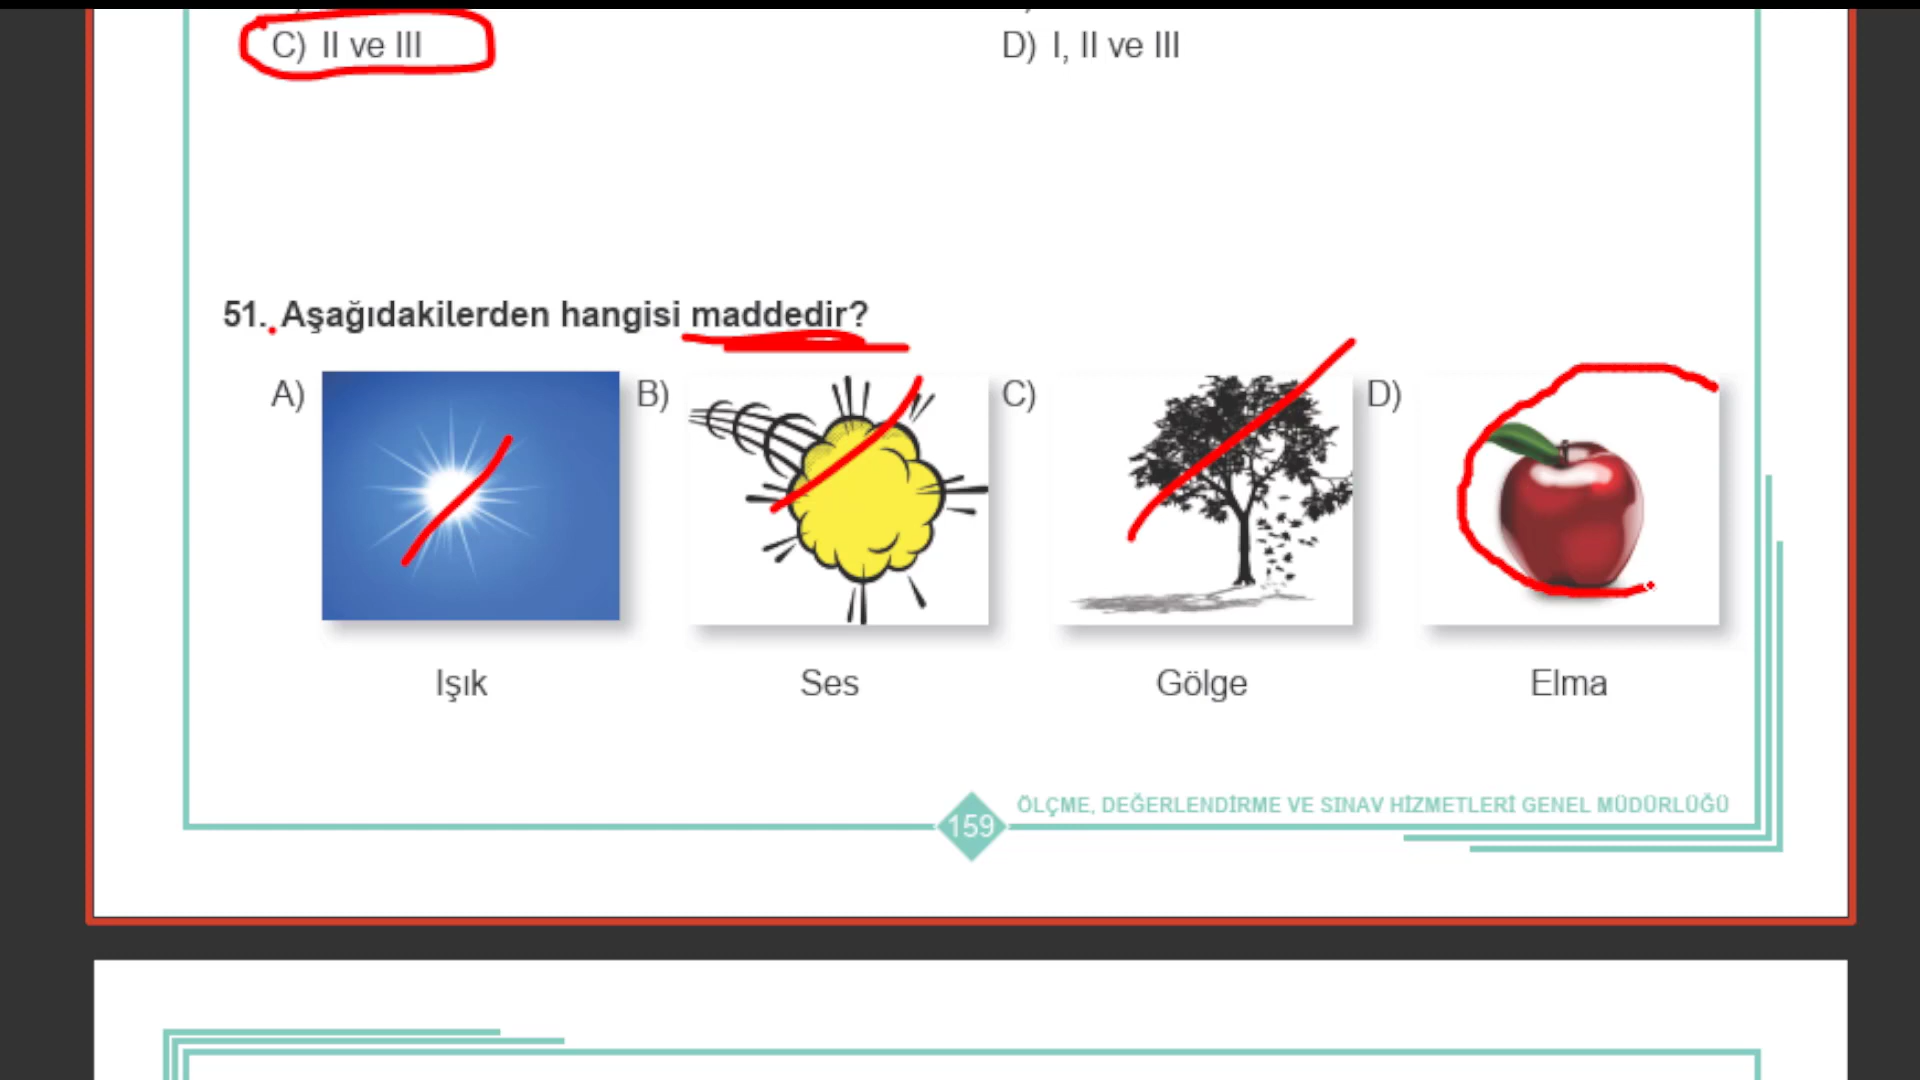 C) II ve III
D) I, II ve III
51. Aşağıdakilerden hangisi maddedir?
A)
B)
C)
D)
Işık
Ses
Gölge
Elma
ÖLÇME, DEĞERLENDİRME VE SINAV HİZMETLERİ GENEL MÜDÜRLÜĞÜ
159